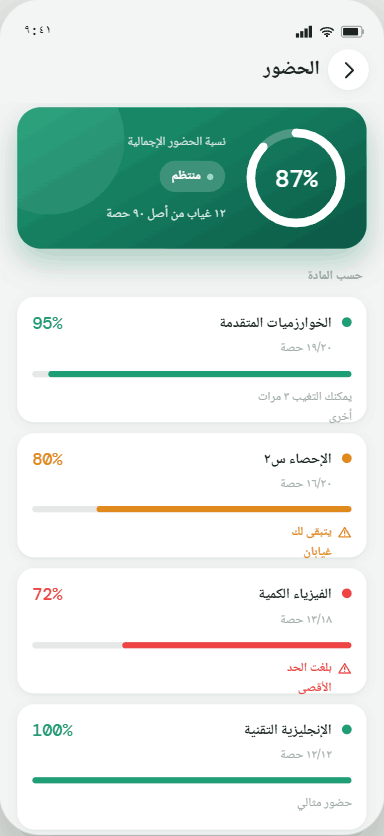 ٩:٤١
الحضور
نسبة الحضور الإجمالية
منتظم
١٢ غياب من أصل ٩٠ حصة
87%
حسب المادة
الخوارزميات المتقدمة
95%
١٩/٢٠ حصة
يمكنك التغيب ٣ مرات
أخرى
الإحصاء س٢
80%
١٦/٢٠ حصة
يتبقى لك
غيابان
الفيزياء الكمية
72%
١٣/١٨ حصة
بلغت الحد
الأقصى
الإنجليزية التقنية
100%
١٢/١٢ حصة
حضور مثالي